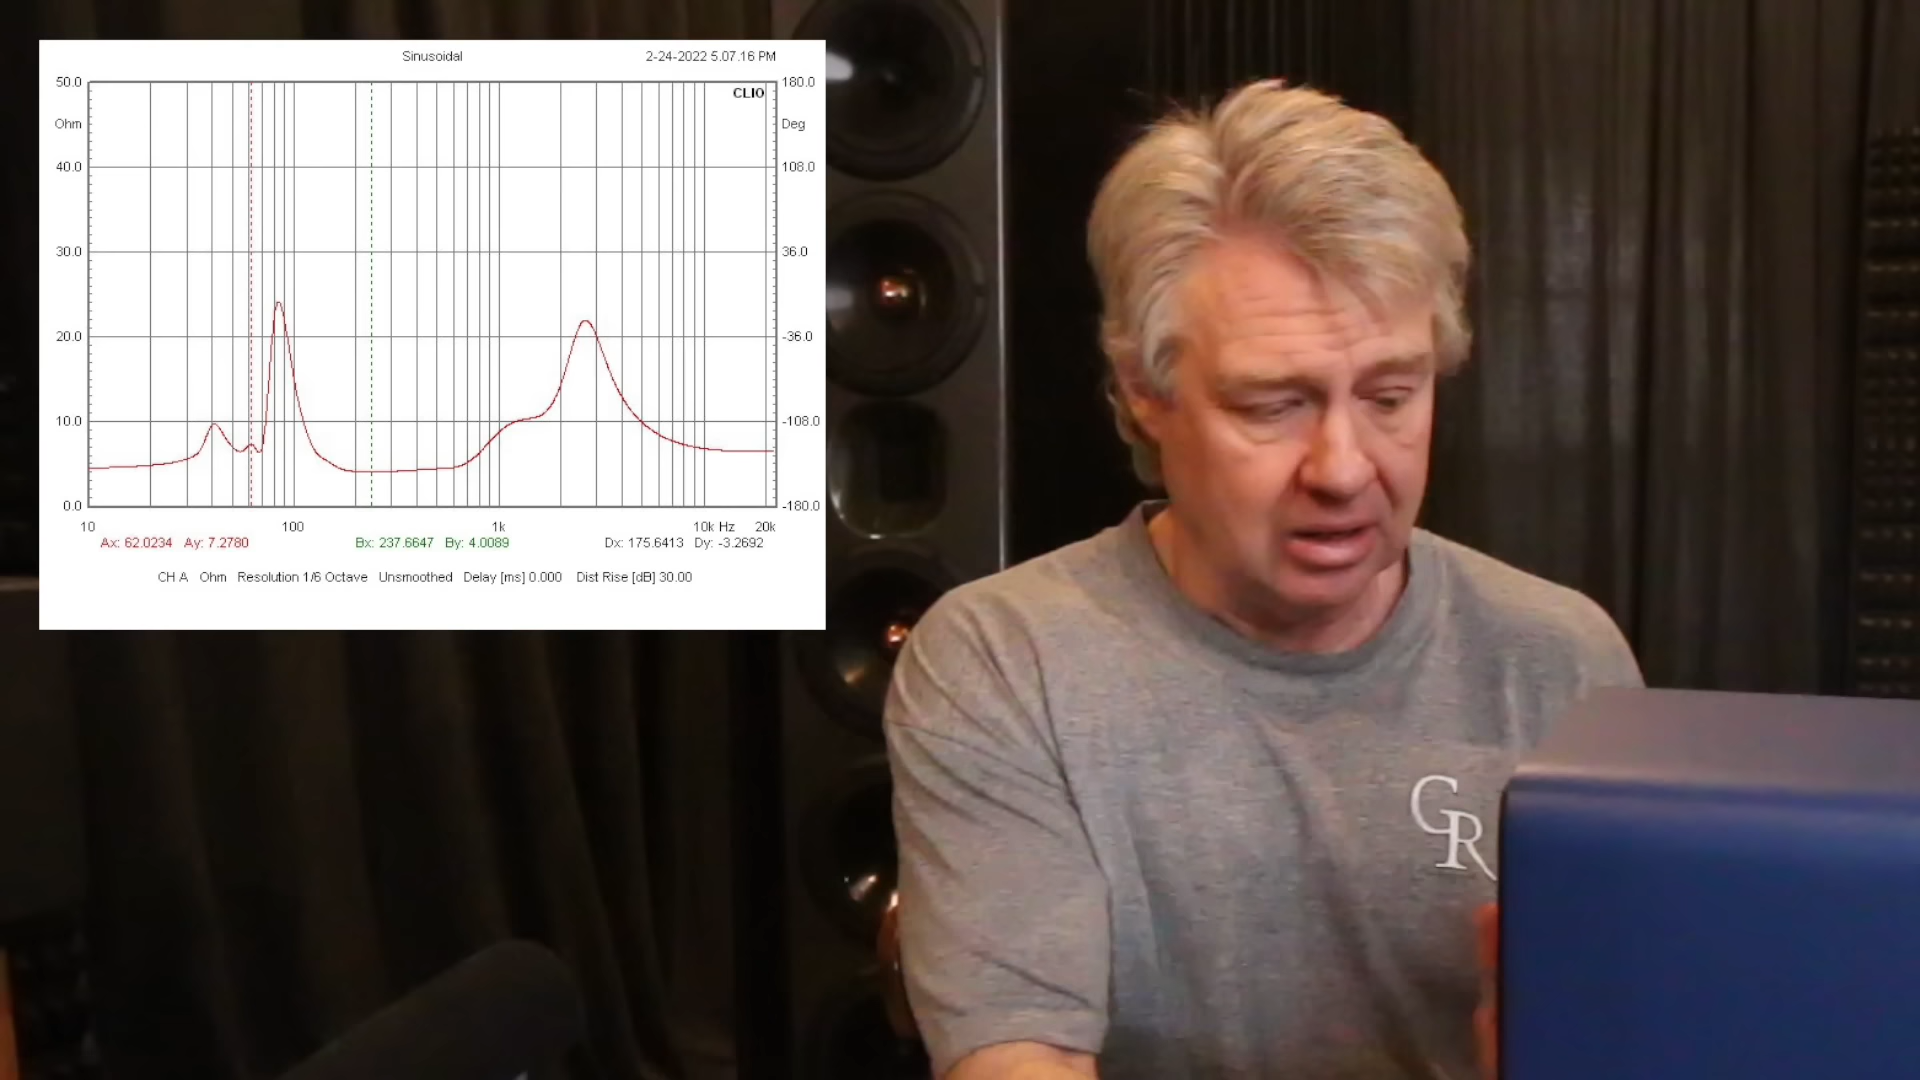 Sinusoidal 2-24-2022 5.07.16 PM
50.0 180.0
CLIO
Ohm Deg
40.0 108.0
30.0 36.0
20.0 -36.0
10.0 -108.0
0.0 -180.0
10 100 1k 10k Hz 20k
Ax: 62.0234 Ay: 7.2780 Bx: 237.6647 By: 4.0089 Dx: 175.6413 Dy: -3.2692
CH A Ohm Resolution 1/6 Octave Unsmoothed Delay [ms] 0.000 Dist Rise [dB] 30.00
GR